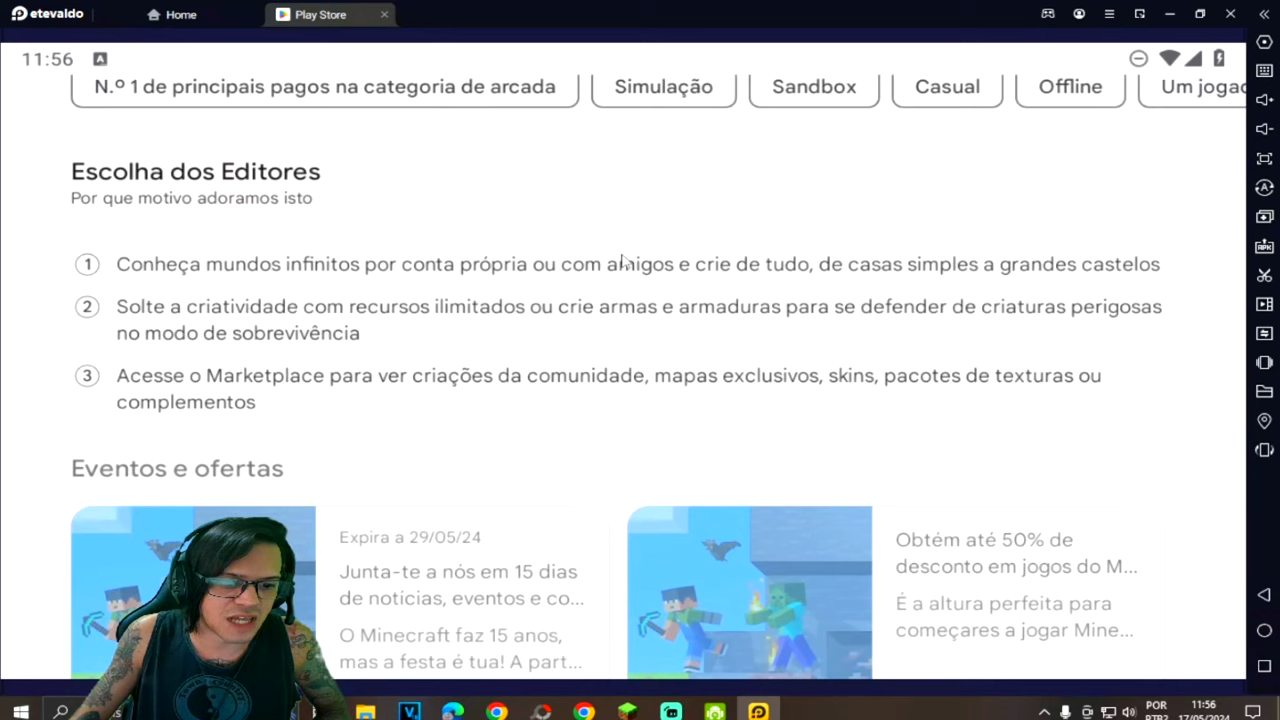 etevaldo
Home
Play Store
11:56
N.º 1 de principais pagos na categoria de arcada
Simulação
Sandbox
Casual
Offline
Um jogad
Escolha dos Editores
Por que motivo adoramos isto
1 Conheça mundos infinitos por conta própria ou com amigos e crie de tudo, de casas simples a grandes castelos
2 Solte a criatividade com recursos ilimitados ou crie armas e armaduras para se defender de criaturas perigosas
no modo de sobrevivência
3 Acesse o Marketplace para ver criações da comunidade, mapas exclusivos, skins, pacotes de texturas ou
complementos
Eventos e ofertas
Expira a 29/05/24
Junta-te a nós em 15 dias
de notícias, eventos e co...
O Minecraft faz 15 anos,
mas a festa é tua! A part...
Obtém até 50% de
desconto em jogos do M...
É a altura perfeita para
começares a jogar Mine...
POR
PTB2
11:56
17/05/2024